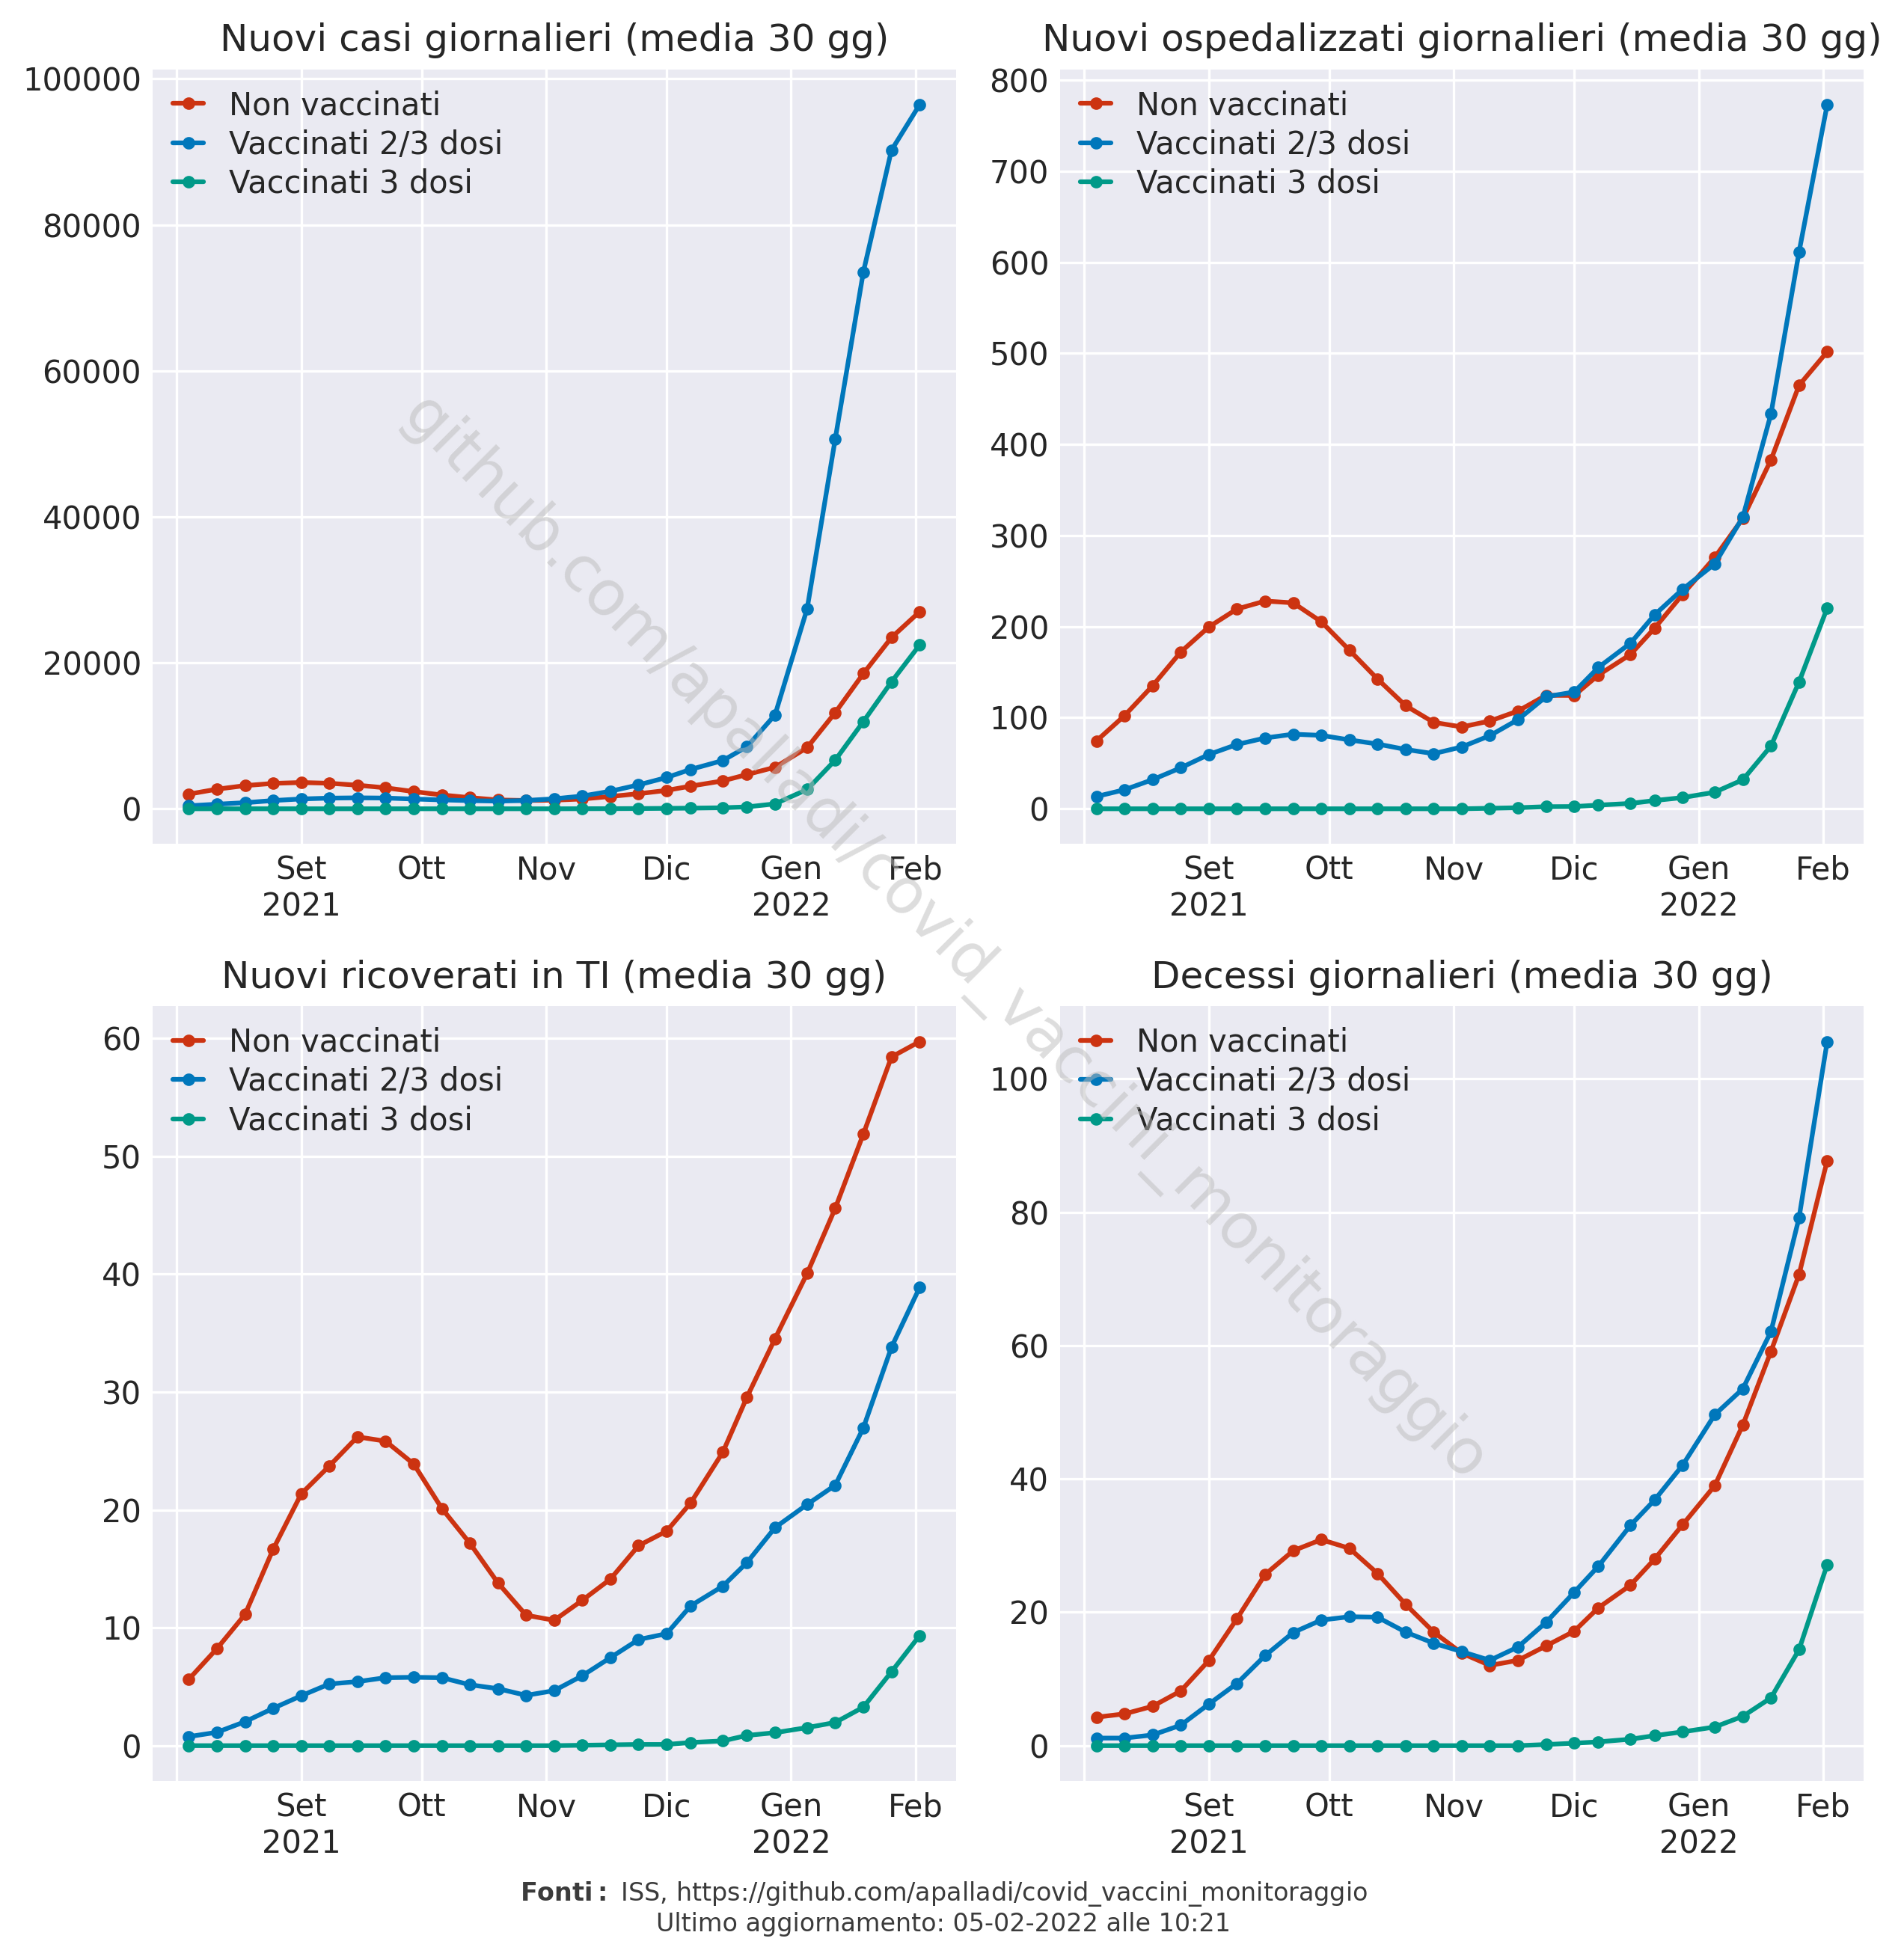 Nuovi casi giornalieri (media 30 gg)
100000
80000
60000
40000
20000
0
Non vaccinati
Vaccinati 2/3 dosi
Vaccinati 3 dosi
Set Ott Nov Dic Gen Feb
2021 2022
Nuovi ospedalizzati giornalieri (media 30 gg)
800
700
600
500
400
300
200
100
0
Non vaccinati
Vaccinati 2/3 dosi
Vaccinati 3 dosi
Set Ott Nov Dic Gen Feb
2021 2022
github.com/apalladi/covid_vaccini_monitoraggio
Nuovi ricoverati in TI (media 30 gg)
60
50
40
30
20
10
0
Non vaccinati
Vaccinati 2/3 dosi
Vaccinati 3 dosi
Set Ott Nov Dic Gen Feb
2021 2022
Decessi giornalieri (media 30 gg)
100
80
60
40
20
0
Non vaccinati
Vaccinati 2/3 dosi
Vaccinati 3 dosi
Set Ott Nov Dic Gen Feb
2021 2022
Fonti: ISS, https://github.com/apalladi/covid_vaccini_monitoraggio
Ultimo aggiornamento: 05-02-2022 alle 10:21